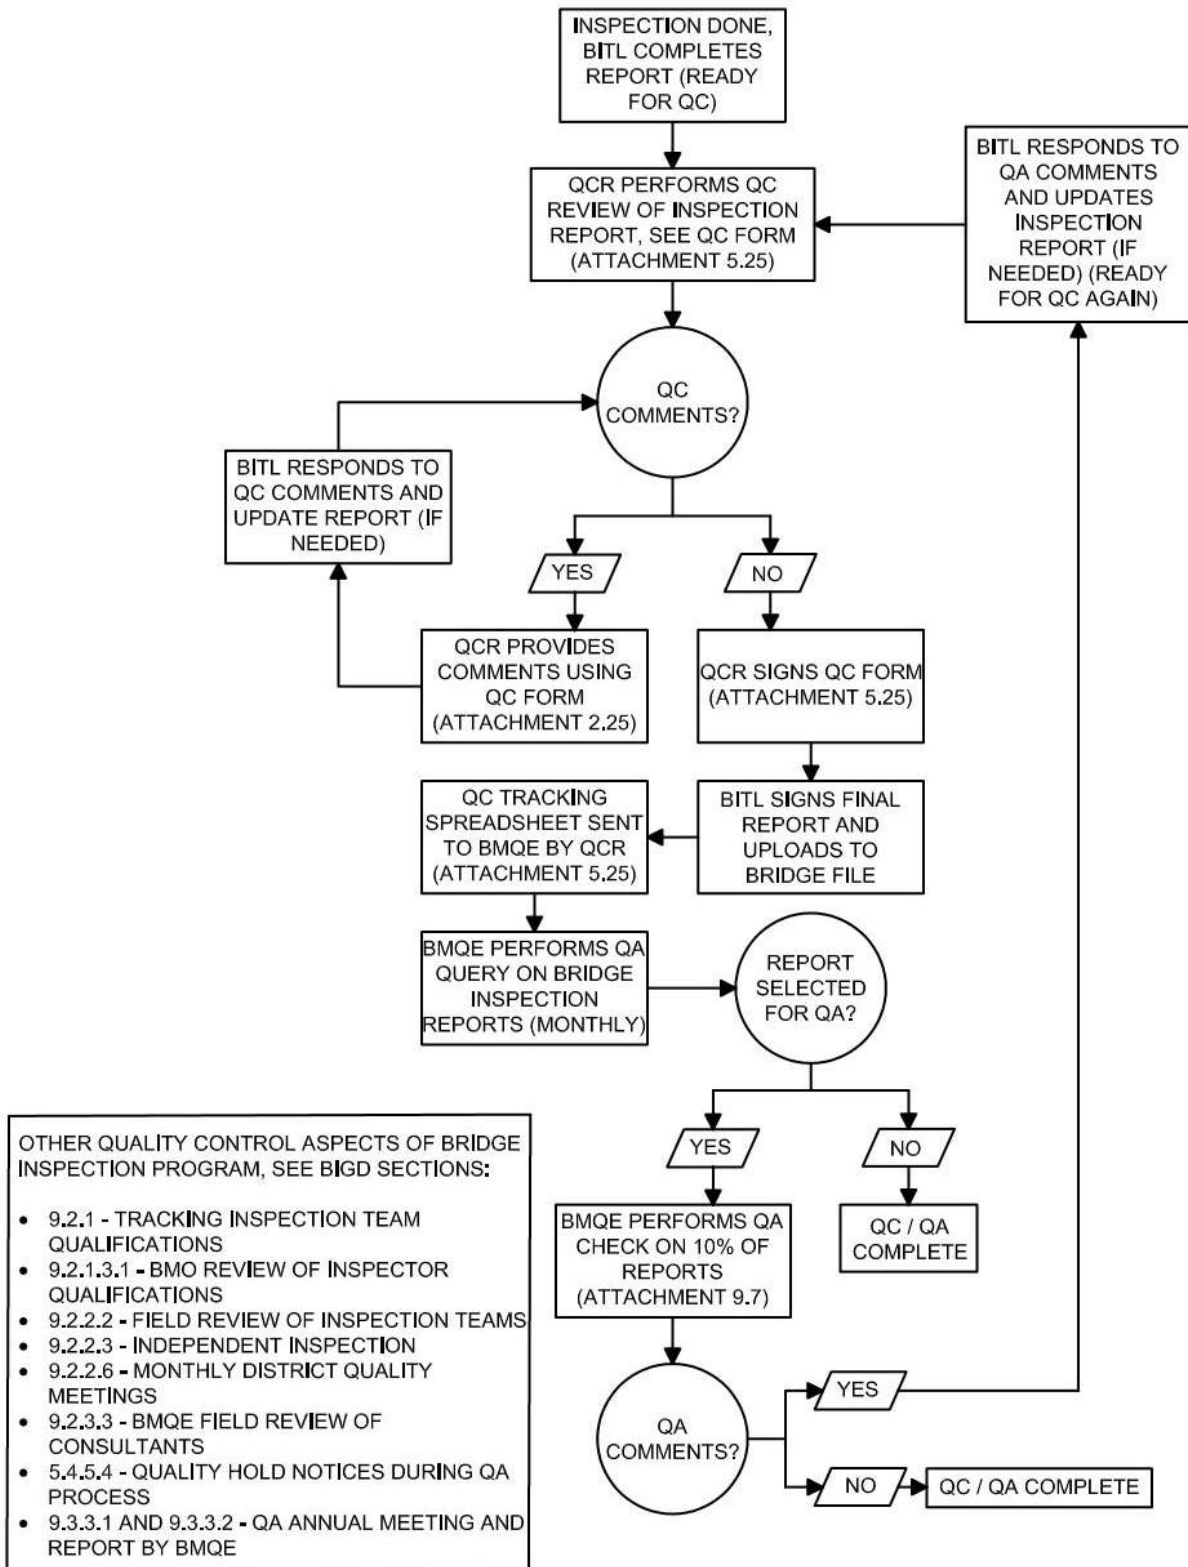 INSPECTION DONE,
BITL COMPLETES
REPORT (READY
FOR QC)
BITL RESPONDS TO
QA COMMENTS
AND UPDATES
INSPECTION
REPORT (IF
NEEDED) (READY
FOR QC AGAIN)
QCR PERFORMS QC
REVIEW OF INSPECTION
REPORT, SEE QC FORM
(ATTACHMENT 5.25)
QC
COMMENTS?
BITL RESPONDS TO
QC COMMENTS AND
UPDATE REPORT (IF
NEEDED)
YES
NO
QCR PROVIDES
COMMENTS USING
QC FORM
(ATTACHMENT 2.25)
QCR SIGNS QC FORM
(ATTACHMENT 5.25)
QC TRACKING
SPREADSHEET SENT
TO BMQE BY QCR
(ATTACHMENT 5.25)
BITL SIGNS FINAL
REPORT AND
UPLOADS TO
BRIDGE FILE
BMQE PERFORMS QA
QUERY ON BRIDGE
INSPECTION
REPORTS (MONTHLY)
REPORT
SELECTED
FOR QA?
YES
NO
BMQE PERFORMS QA
CHECK ON 10% OF
REPORTS
(ATTACHMENT 9.7)
QC / QA
COMPLETE
QA
COMMENTS?
YES
NO
QC / QA COMPLETE
OTHER QUALITY CONTROL ASPECTS OF BRIDGE
INSPECTION PROGRAM, SEE BIGD SECTIONS:
• 9.2.1 - TRACKING INSPECTION TEAM
QUALIFICATIONS
• 9.2.1.3.1 - BMO REVIEW OF INSPECTOR
QUALIFICATIONS
• 9.2.2.2 - FIELD REVIEW OF INSPECTION TEAMS
• 9.2.2.3 - INDEPENDENT INSPECTION
• 9.2.2.6 - MONTHLY DISTRICT QUALITY
MEETINGS
• 9.2.3.3 - BMQE FIELD REVIEW OF
CONSULTANTS
• 5.4.5.4 - QUALITY HOLD NOTICES DURING QA
PROCESS
• 9.3.3.1 AND 9.3.3.2 - QA ANNUAL MEETING AND
REPORT BY BMQE